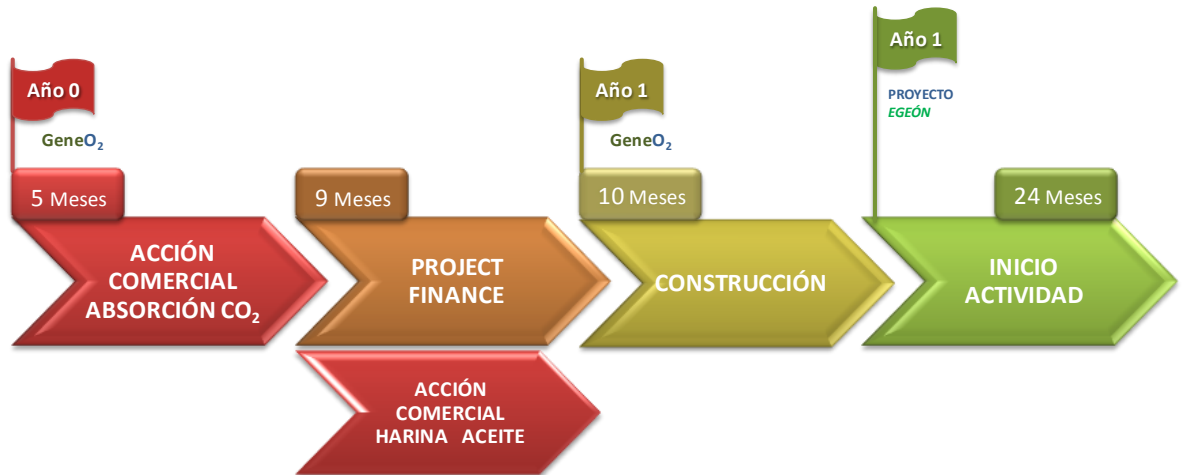 Año 0
GeneO₂
5 Meses
ACCIÓN
COMERCIAL
ABSORCIÓN CO₂
9 Meses
PROJECT
FINANCE
ACCIÓN
COMERCIAL
HARINA ACEITE
Año 1
GeneO₂
10 Meses
CONSTRUCCIÓN
Año 1
PROYECTO
EGEÓN
24 Meses
INICIO
ACTIVIDAD